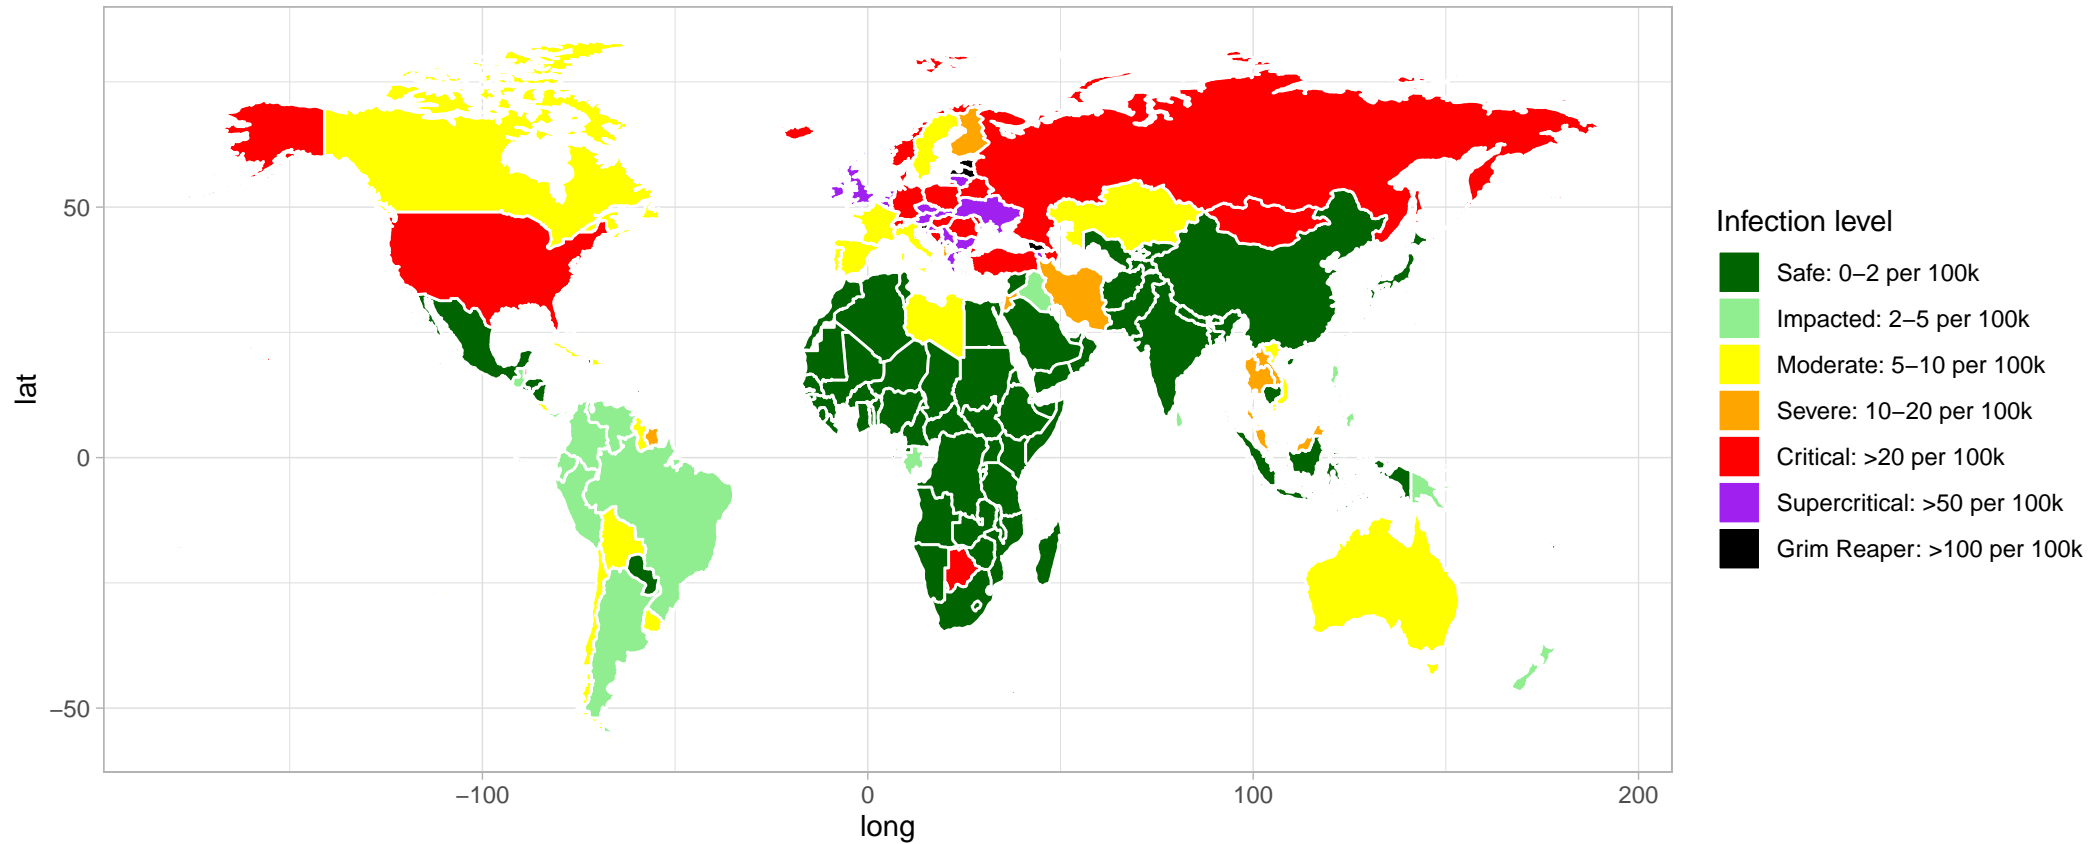 50
0
−50
lat
−100
0
100
200
long
Infection level
Safe: 0−2 per 100k
Impacted: 2−5 per 100k
Moderate: 5−10 per 100k
Severe: 10−20 per 100k
Critical: >20 per 100k
Supercritical: >50 per 100k
Grim Reaper: >100 per 100k